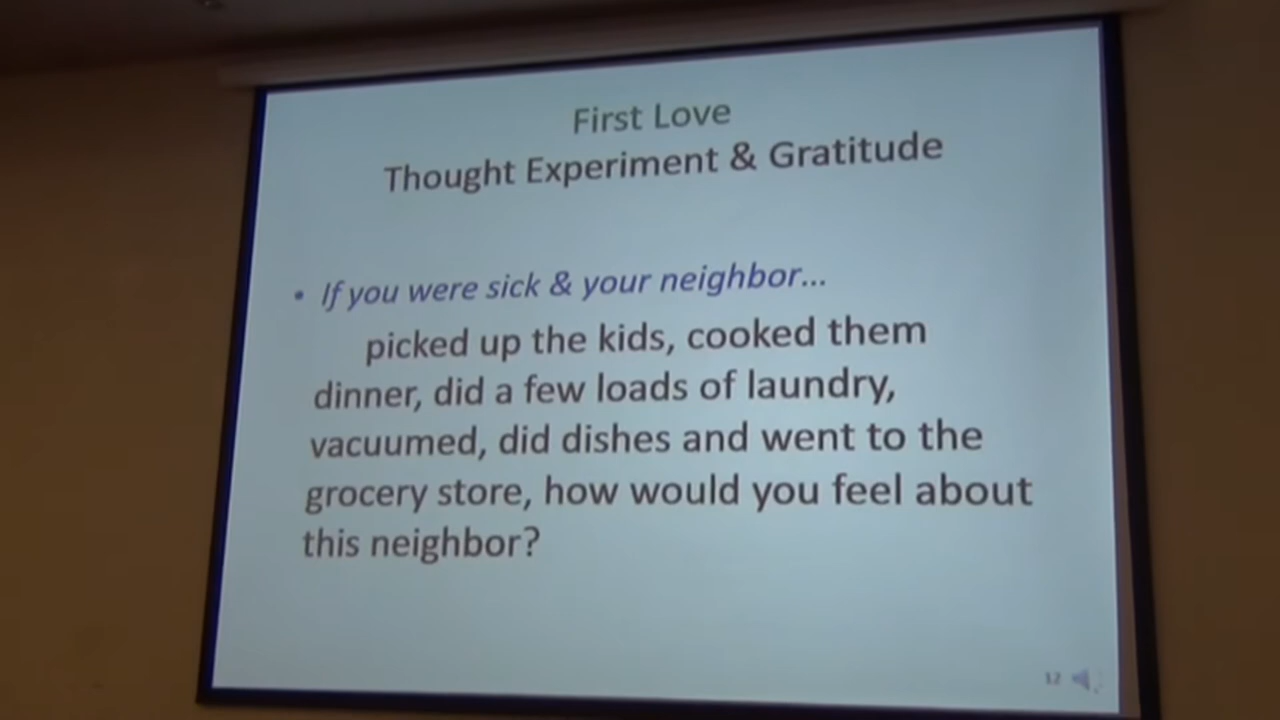 First Love
Thought Experiment & Gratitude
• If you were sick & your neighbor...
picked up the kids, cooked them
dinner, did a few loads of laundry,
vacuumed, did dishes and went to the
grocery store, how would you feel about
this neighbor?
12